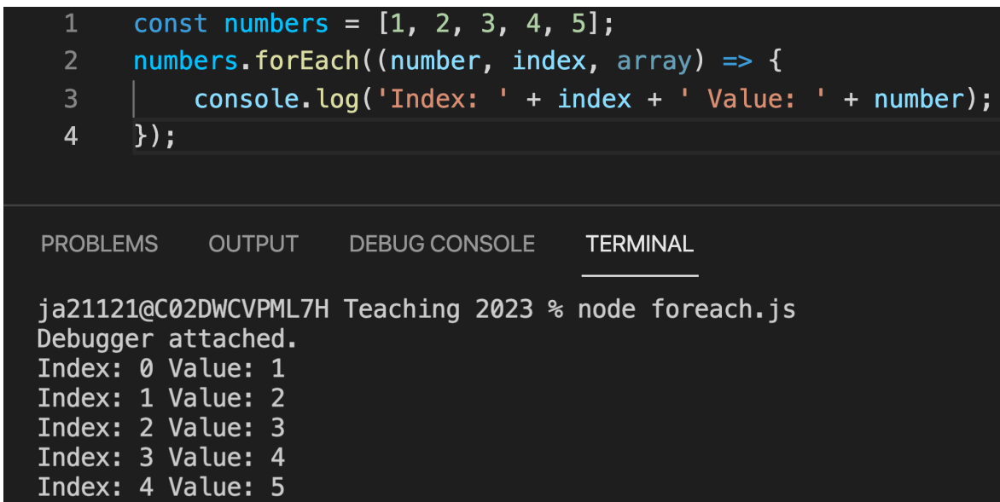 1 const numbers = [1, 2, 3, 4, 5];
2 numbers.forEach((number, index, array) => {
3 console.log('Index: ' + index + ' Value: ' + number);
4 });
PROBLEMS OUTPUT DEBUG CONSOLE TERMINAL
ja21121@C02DWCVPML7H Teaching 2023 % node foreach.js
Debugger attached.
Index: 0 Value: 1
Index: 1 Value: 2
Index: 2 Value: 3
Index: 3 Value: 4
Index: 4 Value: 5